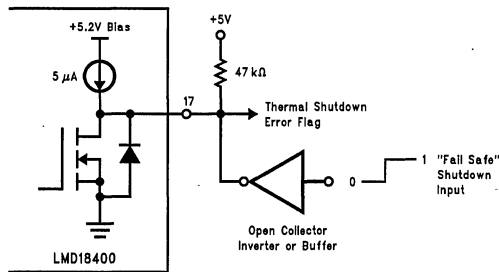 +5.2V Bias
5 μA
+5V
47 kΩ
17
Thermal Shutdown
Error Flag
1 "Fail Safe"
Shutdown
Input
0
Open Collector
Inverter or Buffer
LMD18400